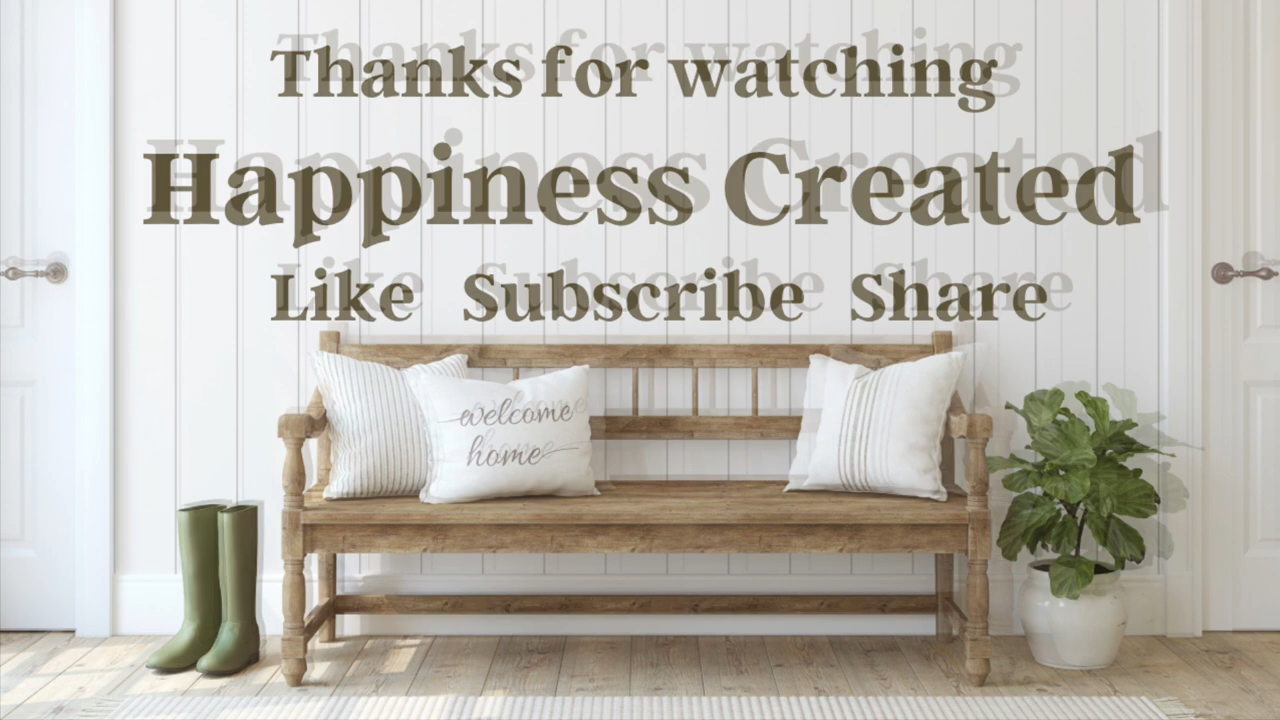 Thanks for watching
Happiness Created
Like Subscribe Share
welcome
home